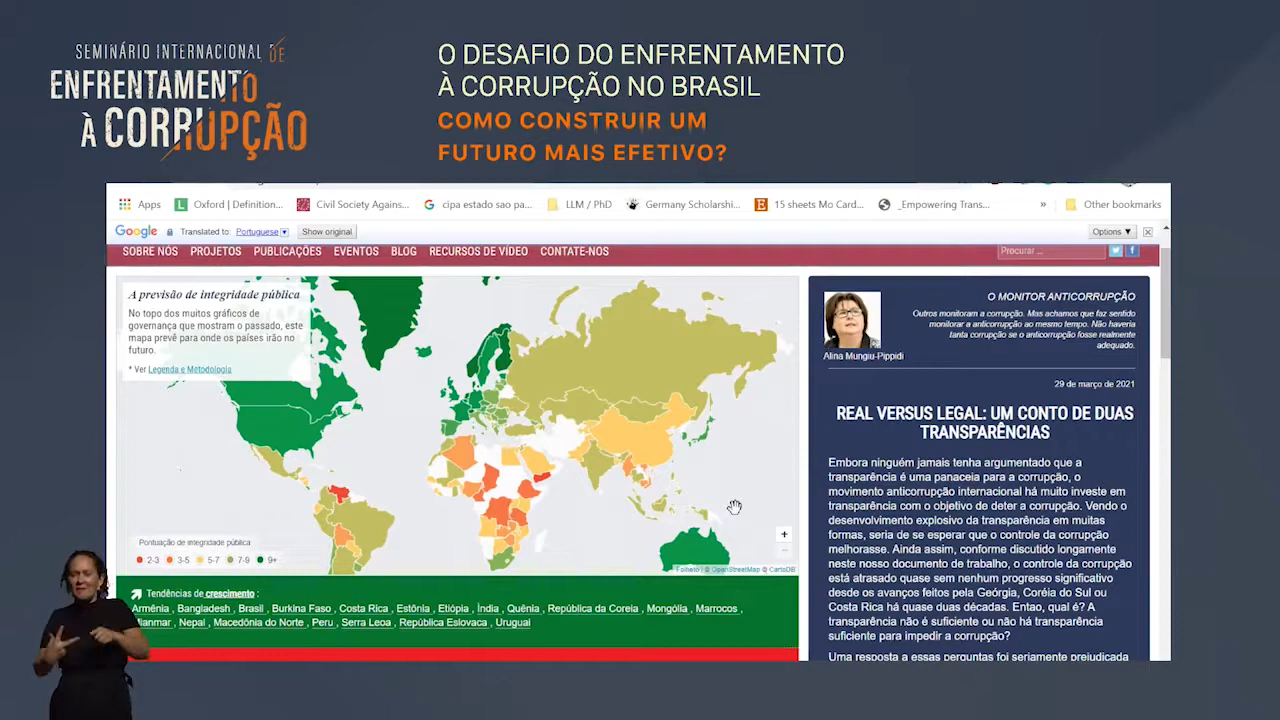 SEMINÁRIO INTERNACIONAL DE
ENFRENTAMENTO
À CORRUPÇÃO
O DESAFIO DO ENFRENTAMENTO
À CORRUPÇÃO NO BRASIL
COMO CONSTRUIR UM
FUTURO MAIS EFETIVO?
Apps
Oxford | Definition...
Civil Society Agains...
cipa estado sao pa...
LLM / PhD
Germany Scholarshi...
15 sheets Mo Card...
_Empowering Trans...
»
Other bookmarks
Google
Translated to: Portuguese
Show original
Options ▼
SOBRE NÓS
PROJETOS
PUBLICAÇÕES
EVENTOS
BLOG
RECURSOS DE VÍDEO
CONTATE-NOS
Procurar ...
A previsão de integridade pública
No topo dos muitos gráficos de
governança que mostram o passado, este
mapa prevê para onde os países irão no
futuro.
* Ver Legenda e Metodologia
Pontuação de integridade pública
2-3 3-5 5-7 7-9 9+
+
−
Folheto | © OpenStreetMap © CartoDB
Tendências de crescimento :
Armênia , Bangladesh , Brasil , Burkina Faso , Costa Rica , Estônia , Etiópia , Índia , Quênia , República da Coreia , Mongólia , Marrocos ,
Mianmar , Nepal , Macedônia do Norte , Peru , Serra Leoa , República Eslovaca , Uruguai
O MONITOR ANTICORRUPÇÃO
Outros monitoram a corrupção. Mas achamos que faz sentido
monitorar a anticorrupção ao mesmo tempo. Não haveria
tanta corrupção se o anticorrupção fosse realmente
adequado.
Alina Mungiu-Pippidi
29 de março de 2021
REAL VERSUS LEGAL: UM CONTO DE DUAS
TRANSPARÊNCIAS
Embora ninguém jamais tenha argumentado que a
transparência é uma panaceia para a corrupção, o
movimento anticorrupção internacional há muito investe em
transparência com o objetivo de deter a corrupção. Vendo o
desenvolvimento explosivo da transparência em muitas
formas, seria de se esperar que o controle da corrupção
melhorasse. Ainda assim, conforme discutido longamente
neste nosso documento de trabalho, o controle da corrupção
está atrasado quase sem nenhum progresso significativo
desde os avanços feitos pela Geórgia, Coréia do Sul ou
Costa Rica há quase duas décadas. Então, qual é? A
transparência não é suficiente ou não há transparência
suficiente para impedir a corrupção?
Uma resposta a essas perguntas foi seriamente prejudicada